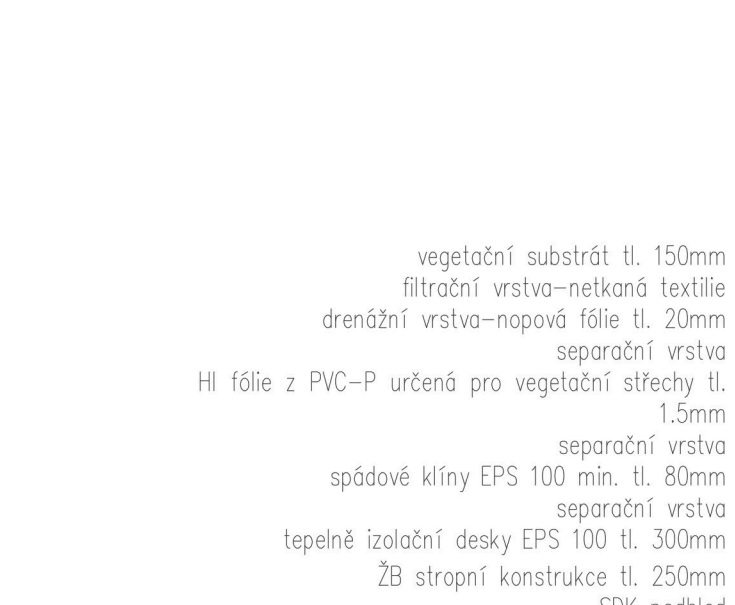 vegetační substrát tl. 150mm
filtrační vrstva-netkaná textilie
drenážní vrstva-nopová fólie tl. 20mm
separační vrstva
HI fólie z PVC-P určená pro vegetační střechy tl.
1.5mm
separační vrstva
spádové klíny EPS 100 min. tl. 80mm
separační vrstva
tepelně izolační desky EPS 100 tl. 300mm
ŽB stropní konstrukce tl. 250mm
SDK podhled